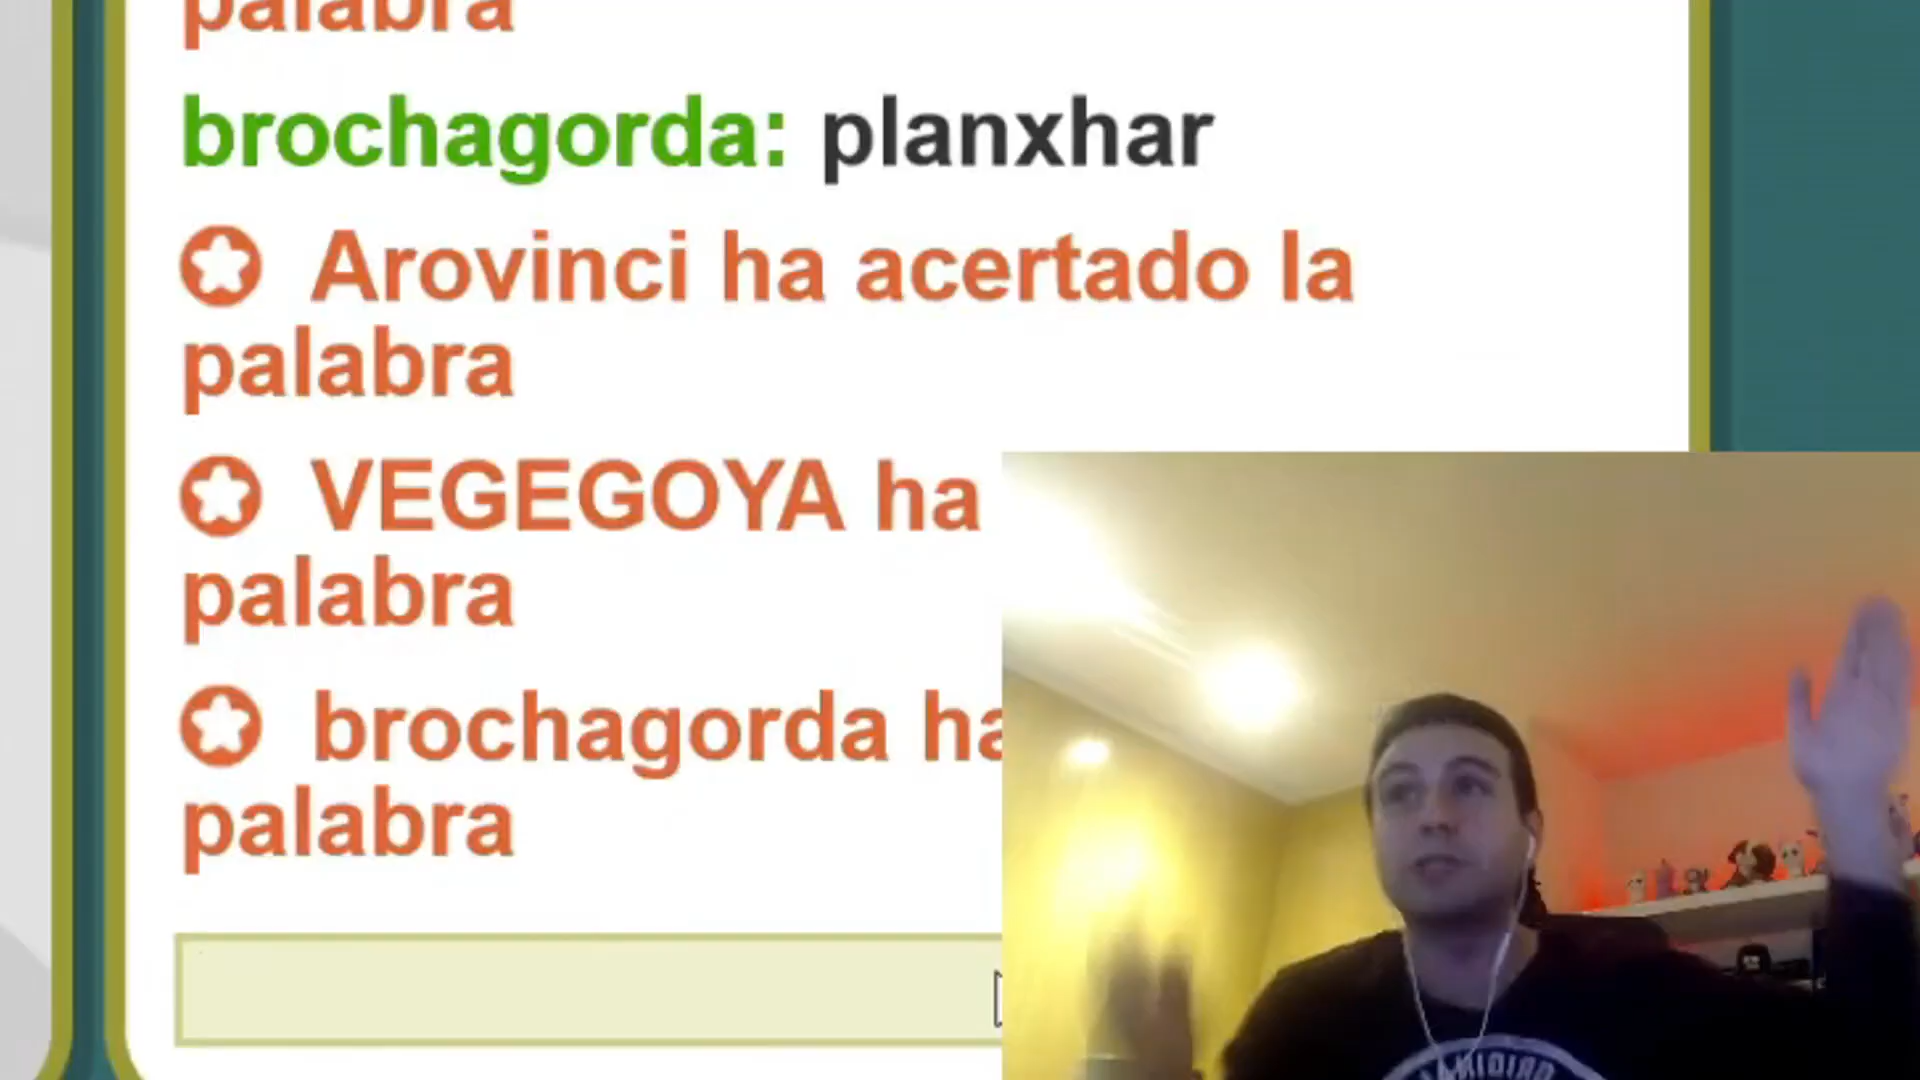 palabra
brochagorda: planxhar
Arovinci ha acertado la
palabra
VEGEGOYA ha
palabra
brochagorda ha
palabra